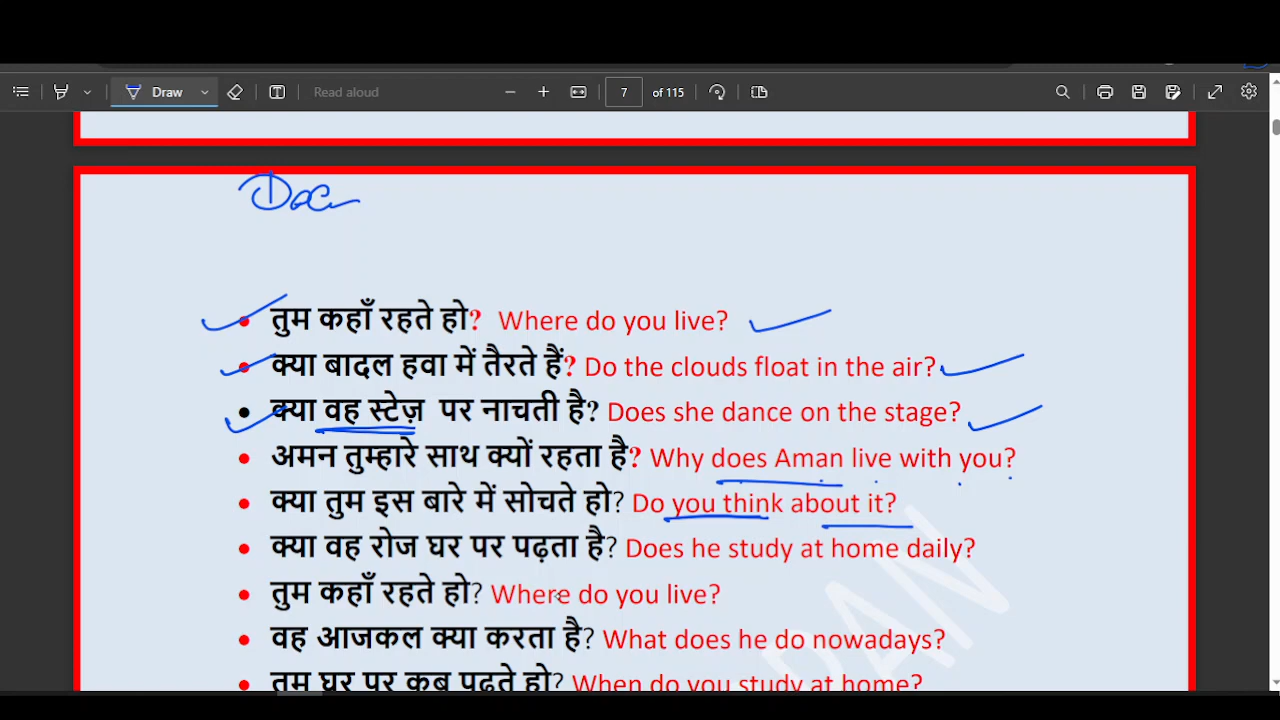 Draw
Read aloud
7
of 115
तुम कहाँ रहते हो? Where do you live?
क्या बादल हवा में तैरते हैं? Do the clouds float in the air?
क्या वह स्टेज़ पर नाचती है? Does she dance on the stage?
अमन तुम्हारे साथ क्यों रहता है? Why does Aman live with you?
क्या तुम इस बारे में सोचते हो? Do you think about it?
क्या वह रोज घर पर पढ़ता है? Does he study at home daily?
तुम कहाँ रहते हो? Where do you live?
वह आजकल क्या करता है? What does he do nowadays?
तुम घर पर कब पढ़ते हो? When do you study at home?